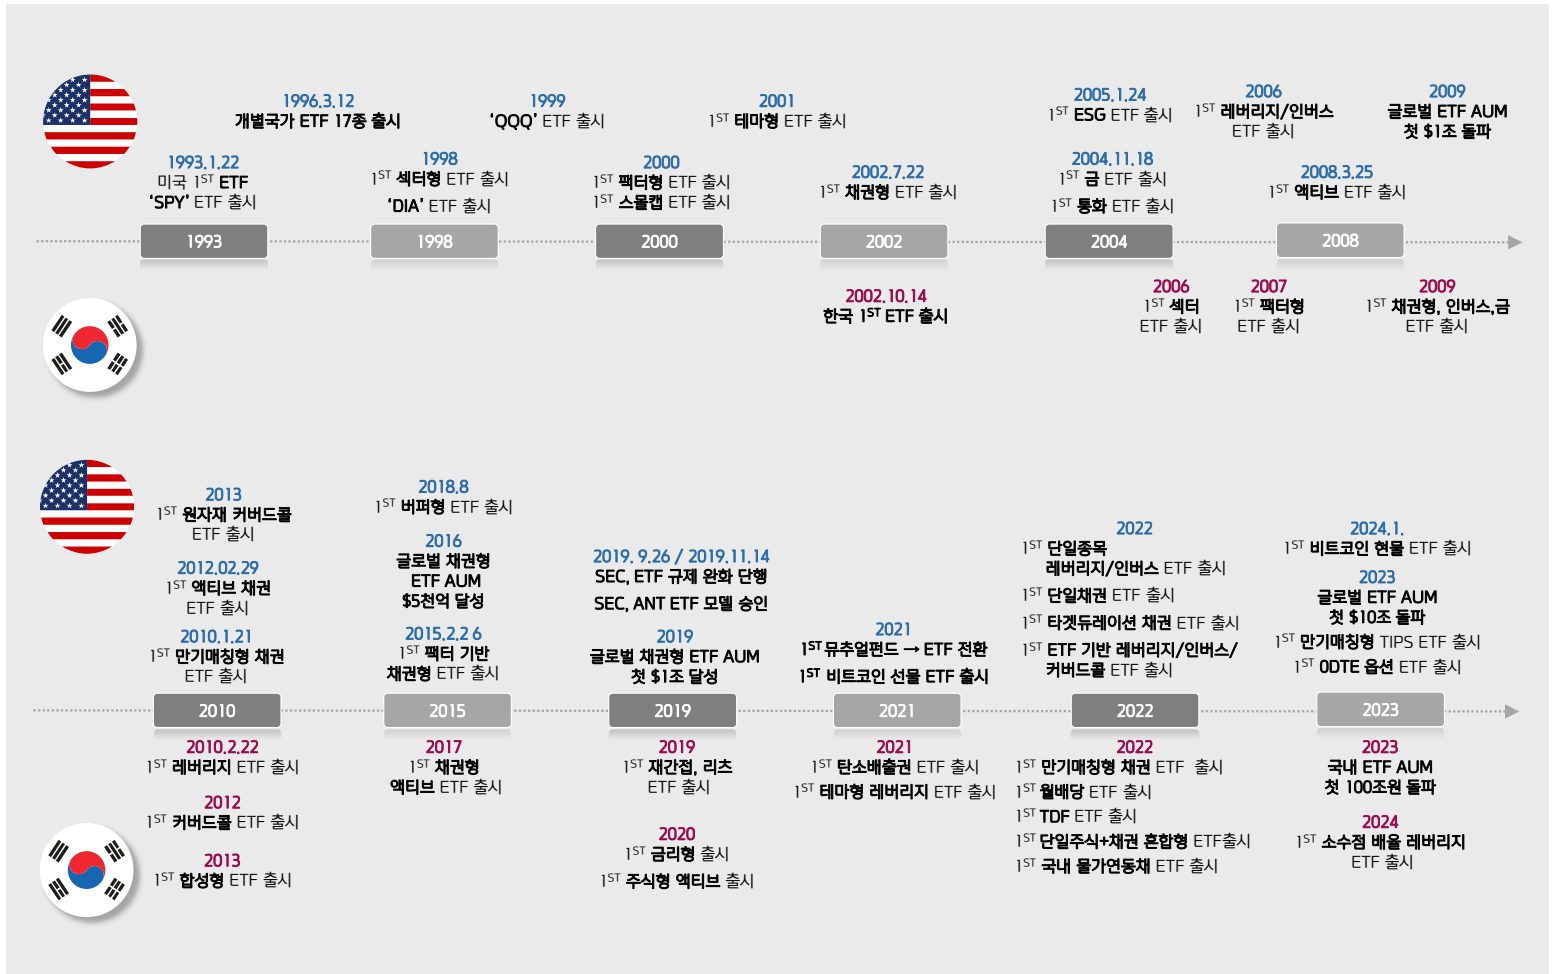 1996.3.12
개별국가 ETF 17종 출시
1999
‘QQQ’ ETF 출시
2001
1ST 테마형 ETF 출시
2005.1.24
1ST ESG ETF 출시
2006
1ST 레버리지/인버스
ETF 출시
2009
글로벌 ETF AUM
첫 $1조 돌파
1993.1.22
미국 1ST ETF
‘SPY’ ETF 출시
1998
1ST 섹터형 ETF 출시
‘DIA’ ETF 출시
2000
1ST 팩터형 ETF 출시
1ST 스몰캡 ETF 출시
2002.7.22
1ST 채권형 ETF 출시
2004.11.18
1ST 금 ETF 출시
1ST 통화 ETF 출시
2008.3.25
1ST 액티브 ETF 출시
1993
1998
2000
2002
2004
2008
2002.10.14
한국 1ST ETF 출시
2006
1ST 섹터
ETF 출시
2007
1ST 팩터형
ETF 출시
2009
1ST 채권형, 인버스,금
ETF 출시
2013
1ST 원자재 커버드콜
ETF 출시
2012.02.29
1ST 액티브 채권
ETF 출시
2010.1.21
1ST 만기매칭형 채권
ETF 출시
2018.8
1ST 버퍼형 ETF 출시
2016
글로벌 채권형
ETF AUM
$5천억 달성
2015.2.2 6
1ST 팩터 기반
채권형 ETF 출시
2019. 9.26 / 2019.11.14
SEC, ETF 규제 완화 단행
SEC, ANT ETF 모델 승인
2019
글로벌 채권형 ETF AUM
첫 $1조 달성
2021
1ST 뮤추얼펀드 → ETF 전환
1ST 비트코인 선물 ETF 출시
2022
1ST 단일종목
레버리지/인버스 ETF 출시
1ST 단일채권 ETF 출시
1ST 타겟듀레이션 채권 ETF 출시
1ST ETF 기반 레버리지/인버스/
커버드콜 ETF 출시
2024.1.
1ST 비트코인 현물 ETF 출시
2023
글로벌 ETF AUM
첫 $10조 돌파
1ST 만기매칭형 TIPS ETF 출시
1ST 0DTE 옵션 ETF 출시
2010
2015
2019
2021
2022
2023
2010.2.22
1ST 레버리지 ETF 출시
2012
1ST 커버드콜 ETF 출시
2013
1ST 합성형 ETF 출시
2017
1ST 채권형
액티브 ETF 출시
2019
1ST 재간접, 리츠
ETF 출시
2020
1ST 금리형 출시
1ST 주식형 액티브 출시
2021
1ST 탄소배출권 ETF 출시
1ST 테마형 레버리지 ETF 출시
2022
1ST 만기매칭형 채권 ETF 출시
1ST 월배당 ETF 출시
1ST TDF ETF 출시
1ST 단일주식+채권 혼합형 ETF출시
1ST 국내 물가연동채 ETF 출시
2023
국내 ETF AUM
첫 100조원 돌파
2024
1ST 소수점 배율 레버리지
ETF 출시